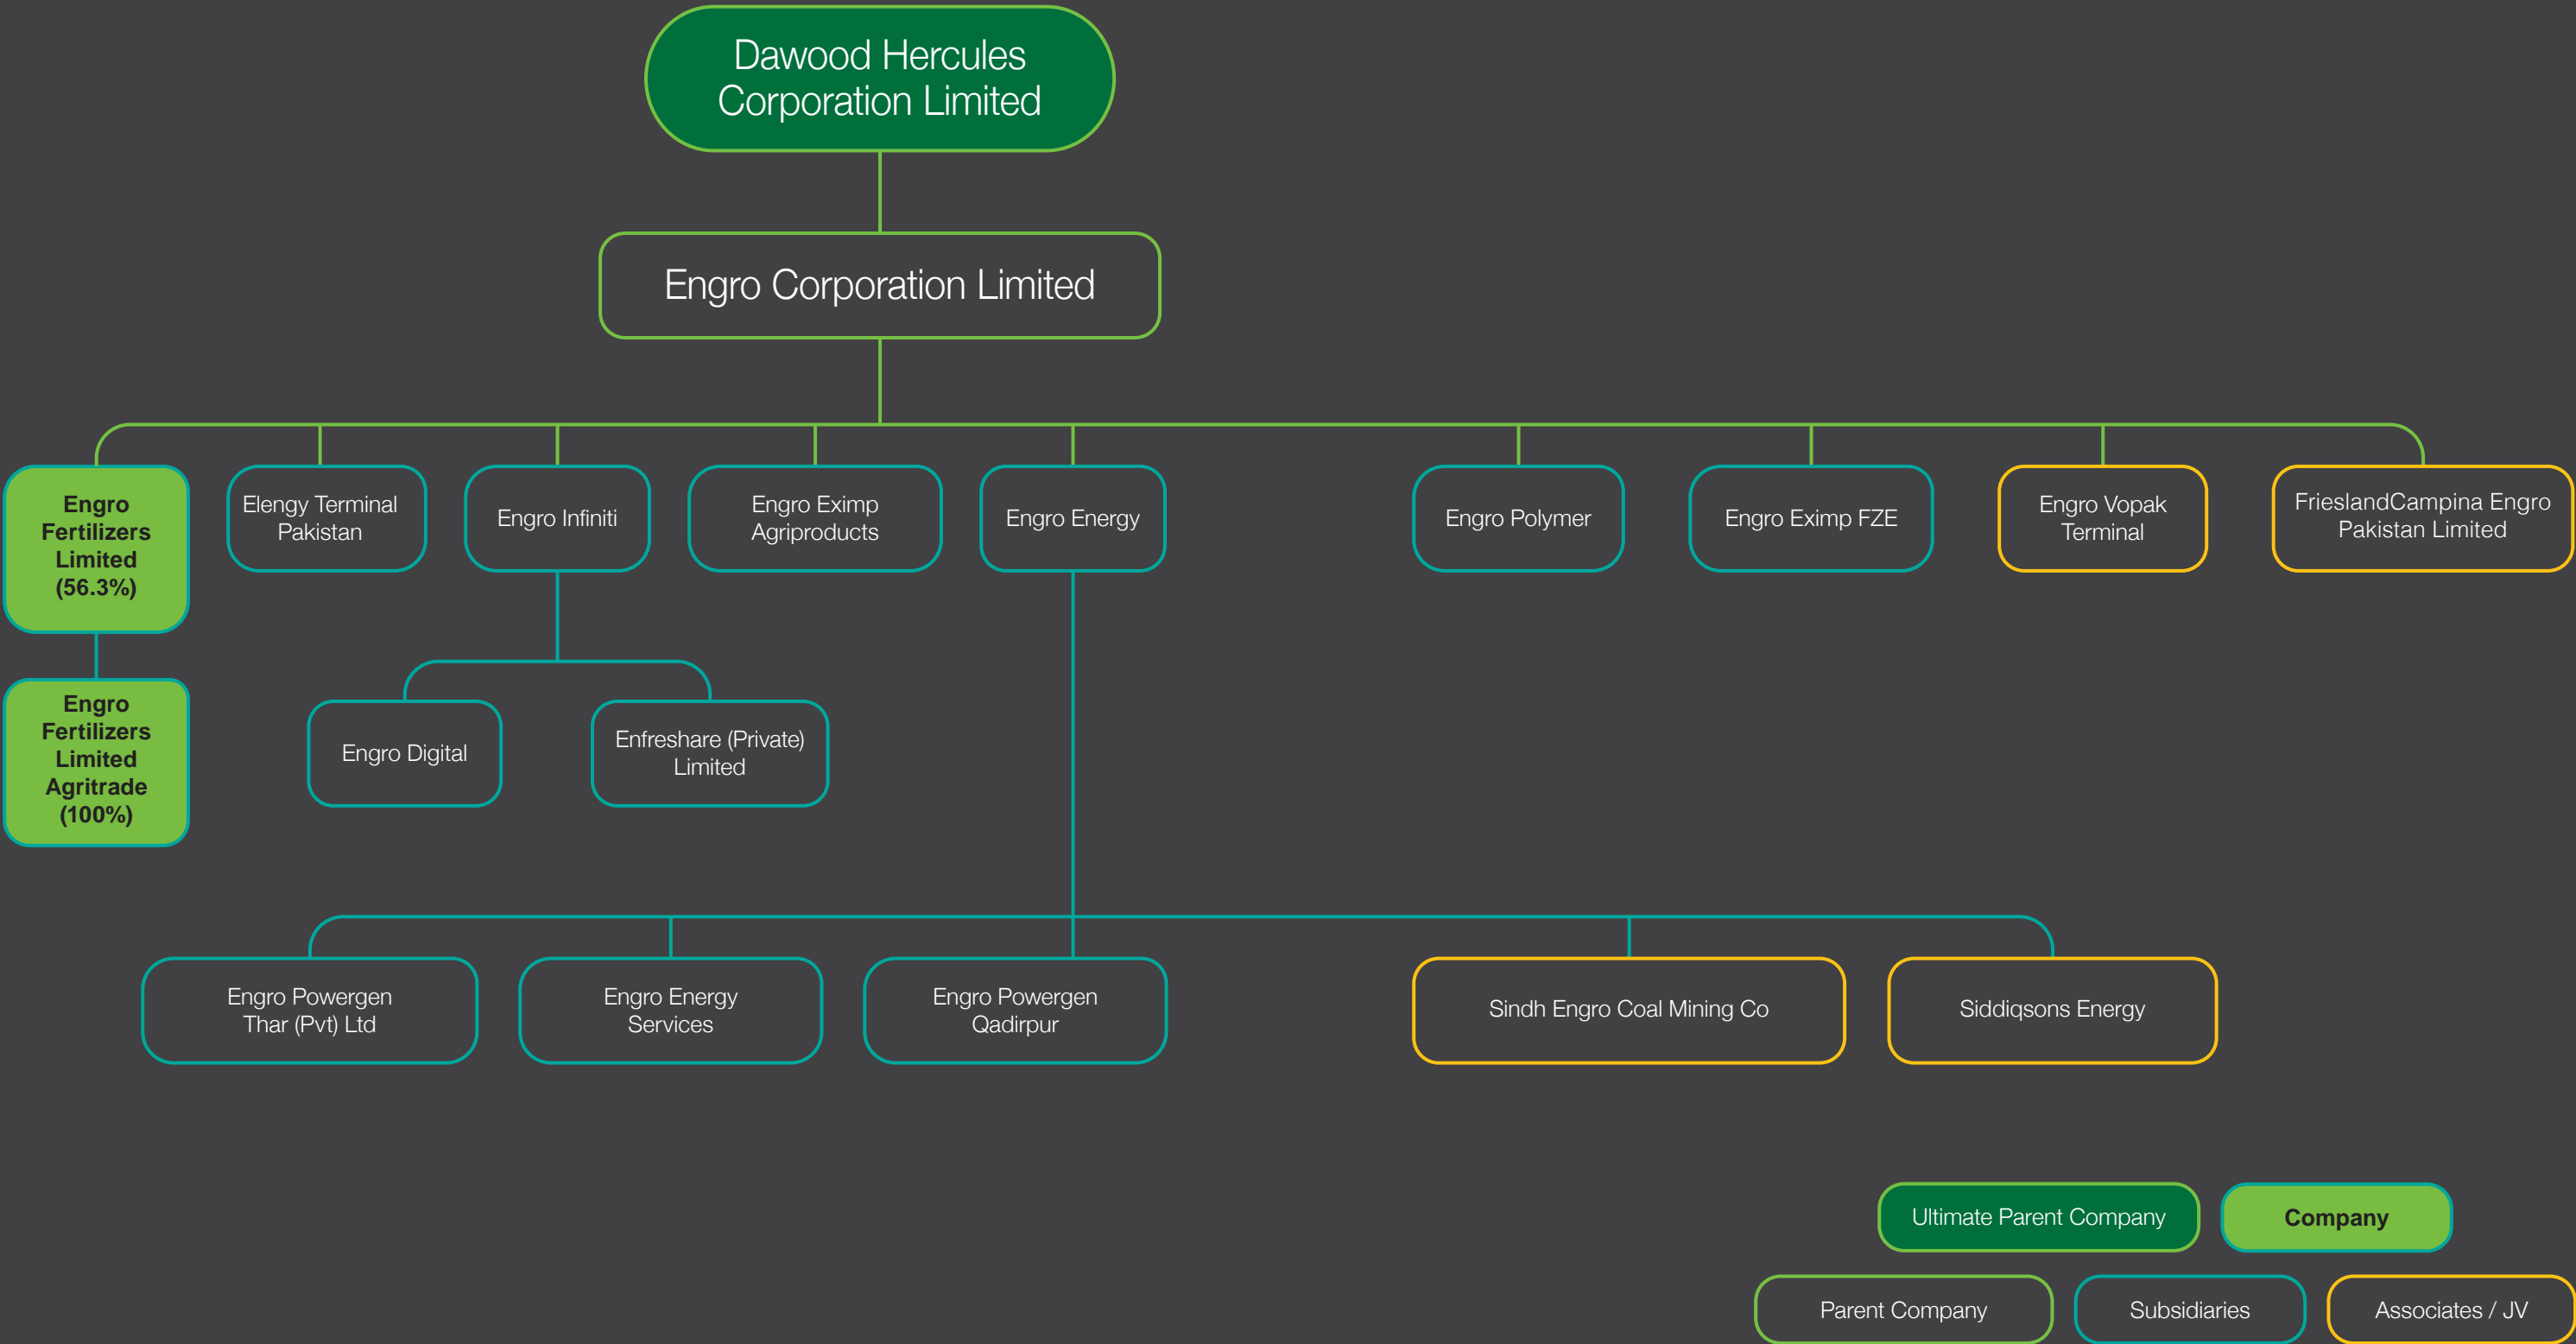 Dawood Hercules
Corporation Limited
Engro Corporation Limited
Engro
Fertilizers
Limited
(56.3%)
Elengy Terminal
Pakistan
Engro Infiniti
Engro Eximp
Agriproducts
Engro Energy
Engro Polymer
Engro Eximp FZE
Engro Vopak
Terminal
FrieslandCampina Engro
Pakistan Limited
Engro
Fertilizers
Limited
Agritrade
(100%)
Engro Digital
Enfreshare (Private)
Limited
Engro Powergen
Thar (Pvt) Ltd
Engro Energy
Services
Engro Powergen
Qadirpur
Sindh Engro Coal Mining Co
Siddiqsons Energy
Ultimate Parent Company
Company
Parent Company
Subsidiaries
Associates / JV